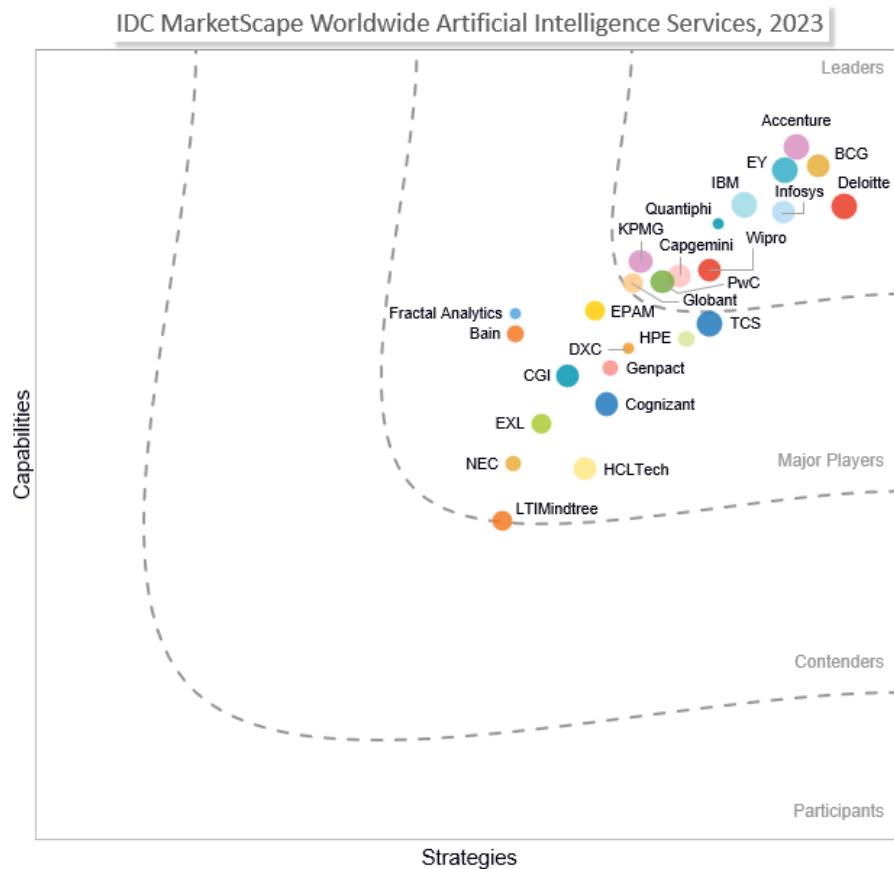 IDC MarketScape Worldwide Artificial Intelligence Services, 2023
Leaders
Accenture
BCG
EY
IBM
Infosys
Deloitte
Quantiphi
KPMG
Capgemini
Wipro
PwC
Globant
Fractal Analytics
EPAM
TCS
Bain
HPE
DXC
Genpact
CGI
Cognizant
EXL
Major Players
NEC
HCLTech
LTIMindtree
Capabilities
Contenders
Participants
Strategies